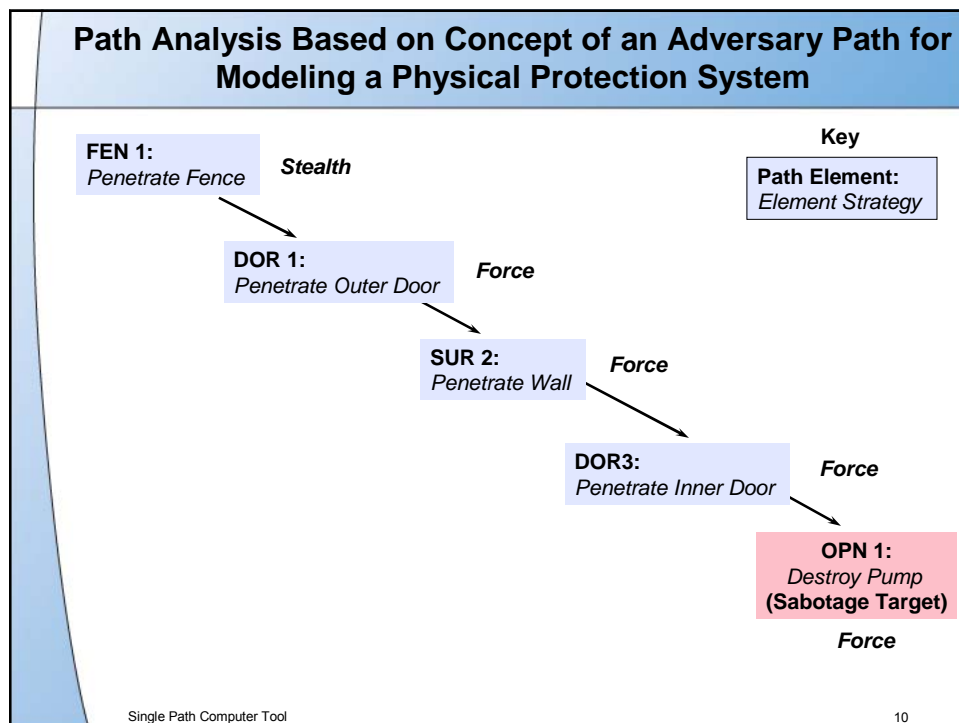 Path Analysis Based on Concept of an Adversary Path for
Modeling a Physical Protection System
Key
Path Element:
Element Strategy
FEN 1:
Penetrate Fence
Stealth
DOR 1:
Penetrate Outer Door
Force
SUR 2:
Penetrate Wall
Force
DOR3:
Penetrate Inner Door
Force
OPN 1:
Destroy Pump
(Sabotage Target)
Force
Single Path Computer Tool
10